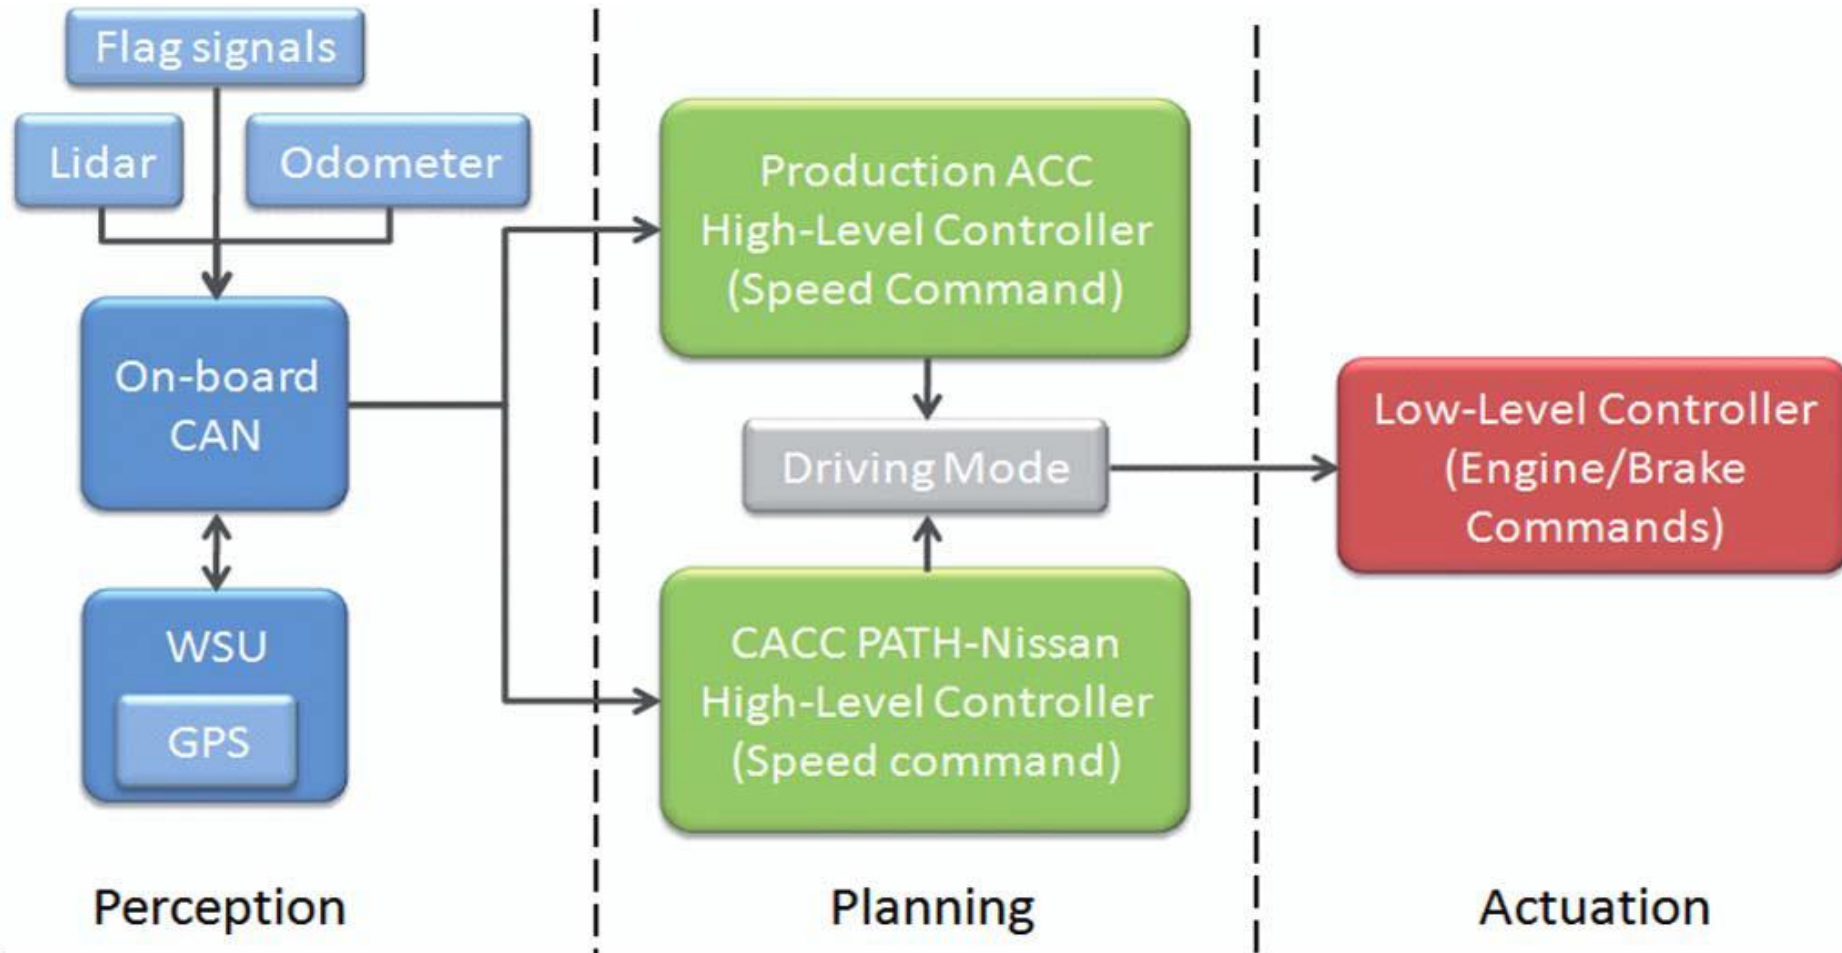 Flag signals
Lidar
Odometer
On-board
CAN
WSU
GPS
Production ACC
High-Level Controller
(Speed Command)
Driving Mode
CACC PATH-Nissan
High-Level Controller
(Speed command)
Low-Level Controller
(Engine/Brake
Commands)
Perception
Planning
Actuation